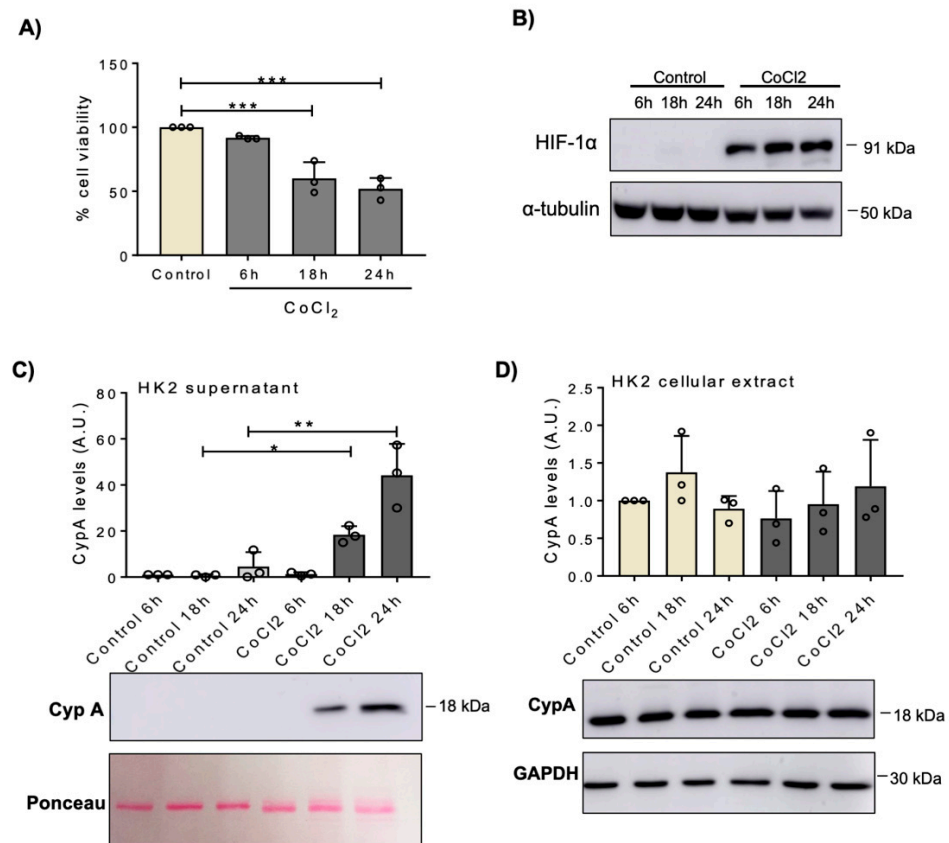 A)
150
100
50
0
% cell viability
***
***
Control 6h 18h 24h
CoCl2
B)
Control CoCl2
6h 18h 24h 6h 18h 24h
HIF-1α 91 kDa
α-tubulin 50 kDa
C)
HK2 supernatant
80
60
40
20
0
CypA levels (A.U.)
**
*
Control 6h
Control 18h
Control 24h
CoCl2 6h
CoCl2 18h
CoCl2 24h
Cyp A 18 kDa
Ponceau
D)
HK2 cellular extract
2.5
2.0
1.5
1.0
0.5
0.0
CypA levels (A.U.)
Control 6h
Control 18h
Control 24h
CoCl2 6h
CoCl2 18h
CoCl2 24h
CypA 18 kDa
GAPDH 30 kDa